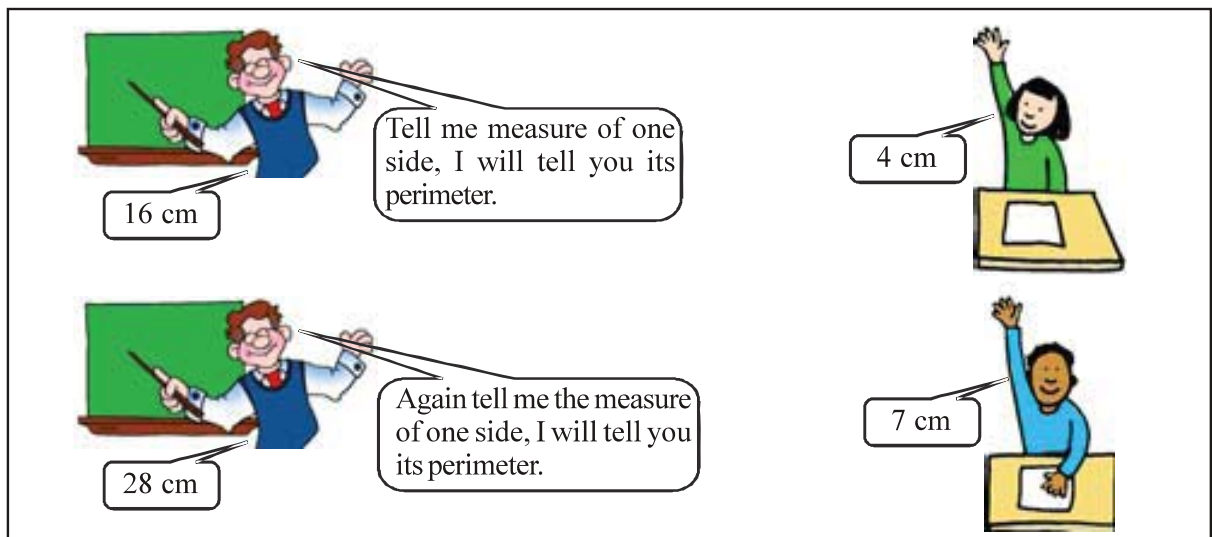 Tell me measure of one
side, I will tell you its
perimeter.
4 cm
16 cm
Again tell me the measure
of one side, I will tell you
its perimeter.
7 cm
28 cm